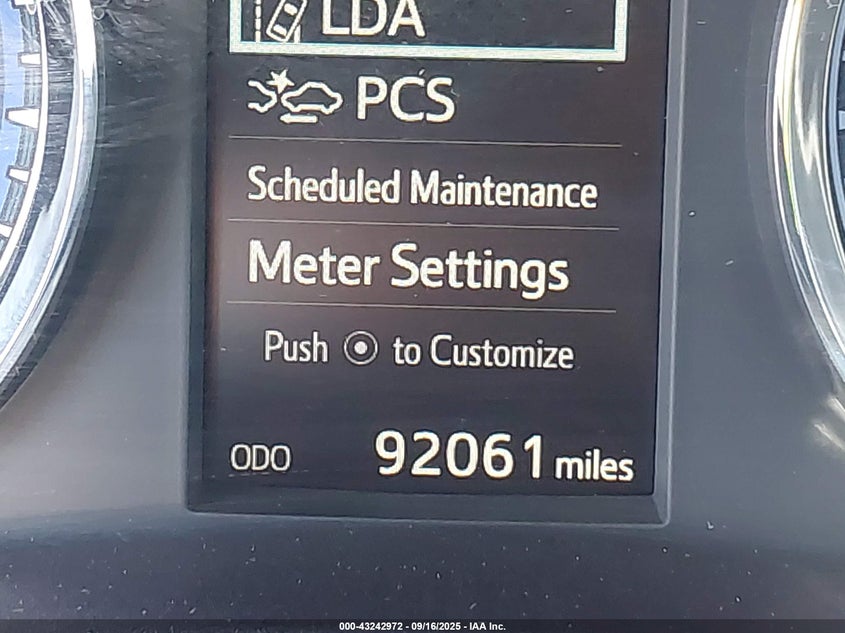 LDA
PCS
Scheduled Maintenance
Meter Settings
Push to Customize
ODO 92061 miles
000-43242972 - 09/16/2025 - IAA Inc.